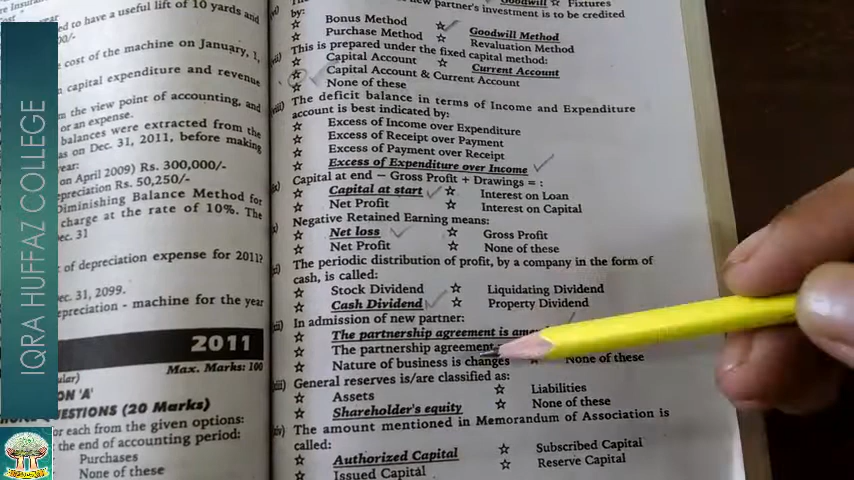 ed to have a useful life of 10 yards and
cost of the machine on January, 1,
capital expenditure and revenue
the view point of accounting, and
or an expense.
balances were extracted from the
as on Dec. 31, 2011, before making
year:
on April 2009) Rs. 300,000/-
preciation Rs. 50,250/-
Diminishing Balance Method for
charge at the rate of 10%. The
Dec. 31
of depreciation expense for 2011?
ec. 31, 2099.
epreciation - machine for the year
2011
Max. Marks: 100
ON 'A'
QUESTIONS (20 Marks)
for each from the given options:
the end of accounting period:
Purchases
None of these
Goodwill ☆ Fixtures
new partner's investment is to be credited
by:
☆ Bonus Method ☆ Goodwill Method
☆ Purchase Method ☆ Revaluation Method
This is prepared under the fixed capital method:
☆ Capital Account ☆ Current Account
☆ Capital Account & Current Account
☆ None of these
The deficit balance in terms of Income and Expenditure
account is best indicated by:
☆ Excess of Income over Expenditure
☆ Excess of Receipt over Payment
☆ Excess of Payment over Receipt
☆ Excess of Expenditure over Income
Capital at end – Gross Profit + Drawings = :
☆ Capital at start ☆ Interest on Loan
☆ Net Profit ☆ Interest on Capital
Negative Retained Earning means:
☆ Net loss ☆ Gross Profit
☆ Net Profit ☆ None of these
The periodic distribution of profit, by a company in the form of
cash, is called:
☆ Stock Dividend ☆ Liquidating Dividend
☆ Cash Dividend ☆ Property Dividend
In admission of new partner:
☆ The partnership agreement is
☆ The partnership agreement
☆ Nature of business is changes ☆ None of these
General reserves is/are classified as:
☆ Assets ☆ Liabilities
☆ Shareholder's equity ☆ None of these
The amount mentioned in Memorandum of Association is
called:
☆ Authorized Capital ☆ Subscribed Capital
☆ Issued Capital ☆ Reserve Capital
IQRA HUFFAZ COLLEGE